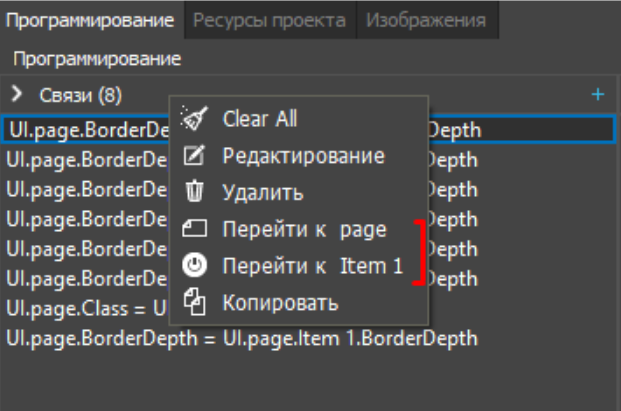 Программирование Ресурсы проекта Изображения
Программирование
Связи (8) +
UI.page.BorderDe Depth
UI.page.BorderDe Depth
UI.page.BorderDe Depth
UI.page.BorderDe Depth
UI.page.BorderDe Depth
UI.page.BorderDe Depth
UI.page.Class = U
UI.page.BorderDepth = UI.page.Item 1.BorderDepth
Clear All
Редактирование
Удалить
Перейти к page
Перейти к Item 1
Копировать